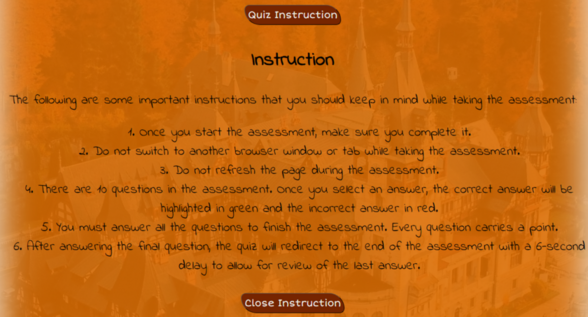 Quiz Instruction
Instruction
The following are some important instructions that you should keep in mind while taking the assessment
1. Once you start the assessment, make sure you complete it.
2. Do not switch to another browser window or tab while taking the assessment.
3. Do not refresh the page during the assessment.
4. There are 10 questions in the assessment. Once you select an answer, the correct answer will be
highlighted in green and the incorrect answer in red.
5. You must answer all the questions to finish the assessment. Every question carries a point.
6. After answering the final question, the quiz will redirect to the end of the assessment with a 6-second
delay to allow for review of the last answer.
Close Instruction